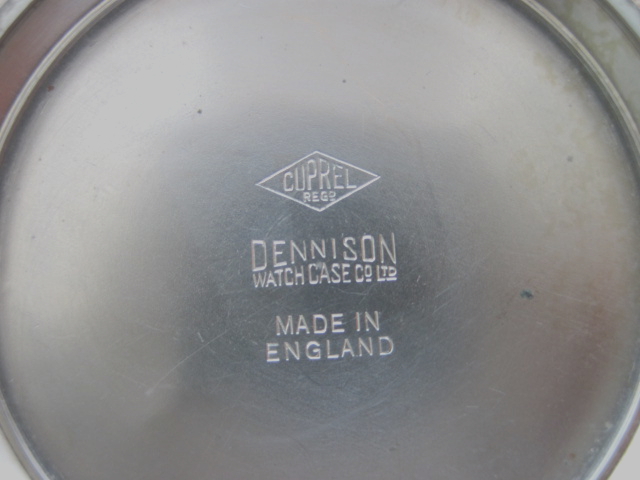 CUPREL
REGD
DENNISON
WATCH CASE CO LTD
MADE IN
ENGLAND